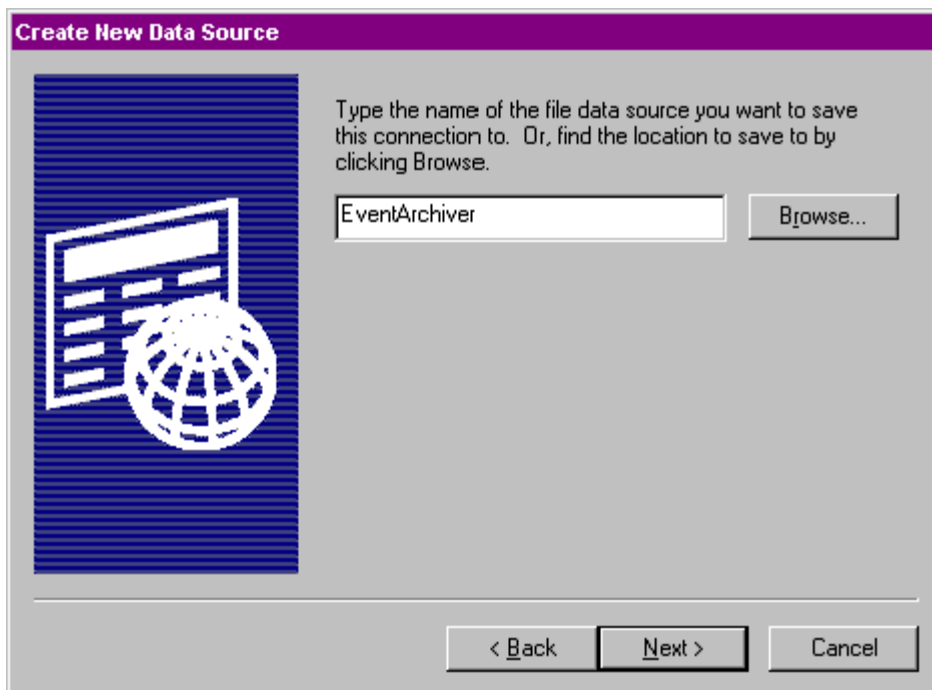 Create New Data Source
Type the name of the file data source you want to save
this connection to.  Or, find the location to save to by
clicking Browse.
EventArchiver
Browse...
< Back
Next >
Cancel